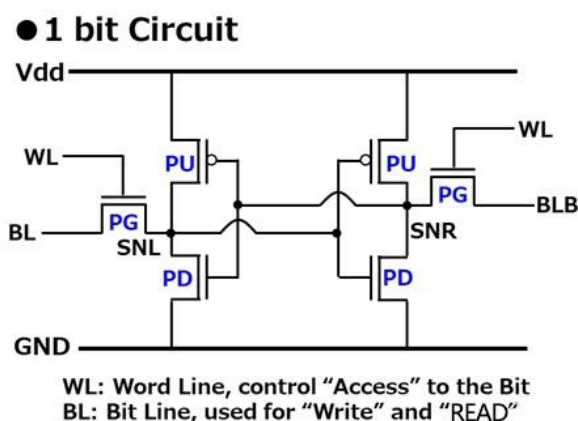 ●1 bit Circuit
Vdd
WL
PU
PU
WL
PG
PG
BL
BLB
SNL
SNR
PD
PD
GND
WL: Word Line, control “Access” to the Bit
BL: Bit Line, used for “Write” and “READ”